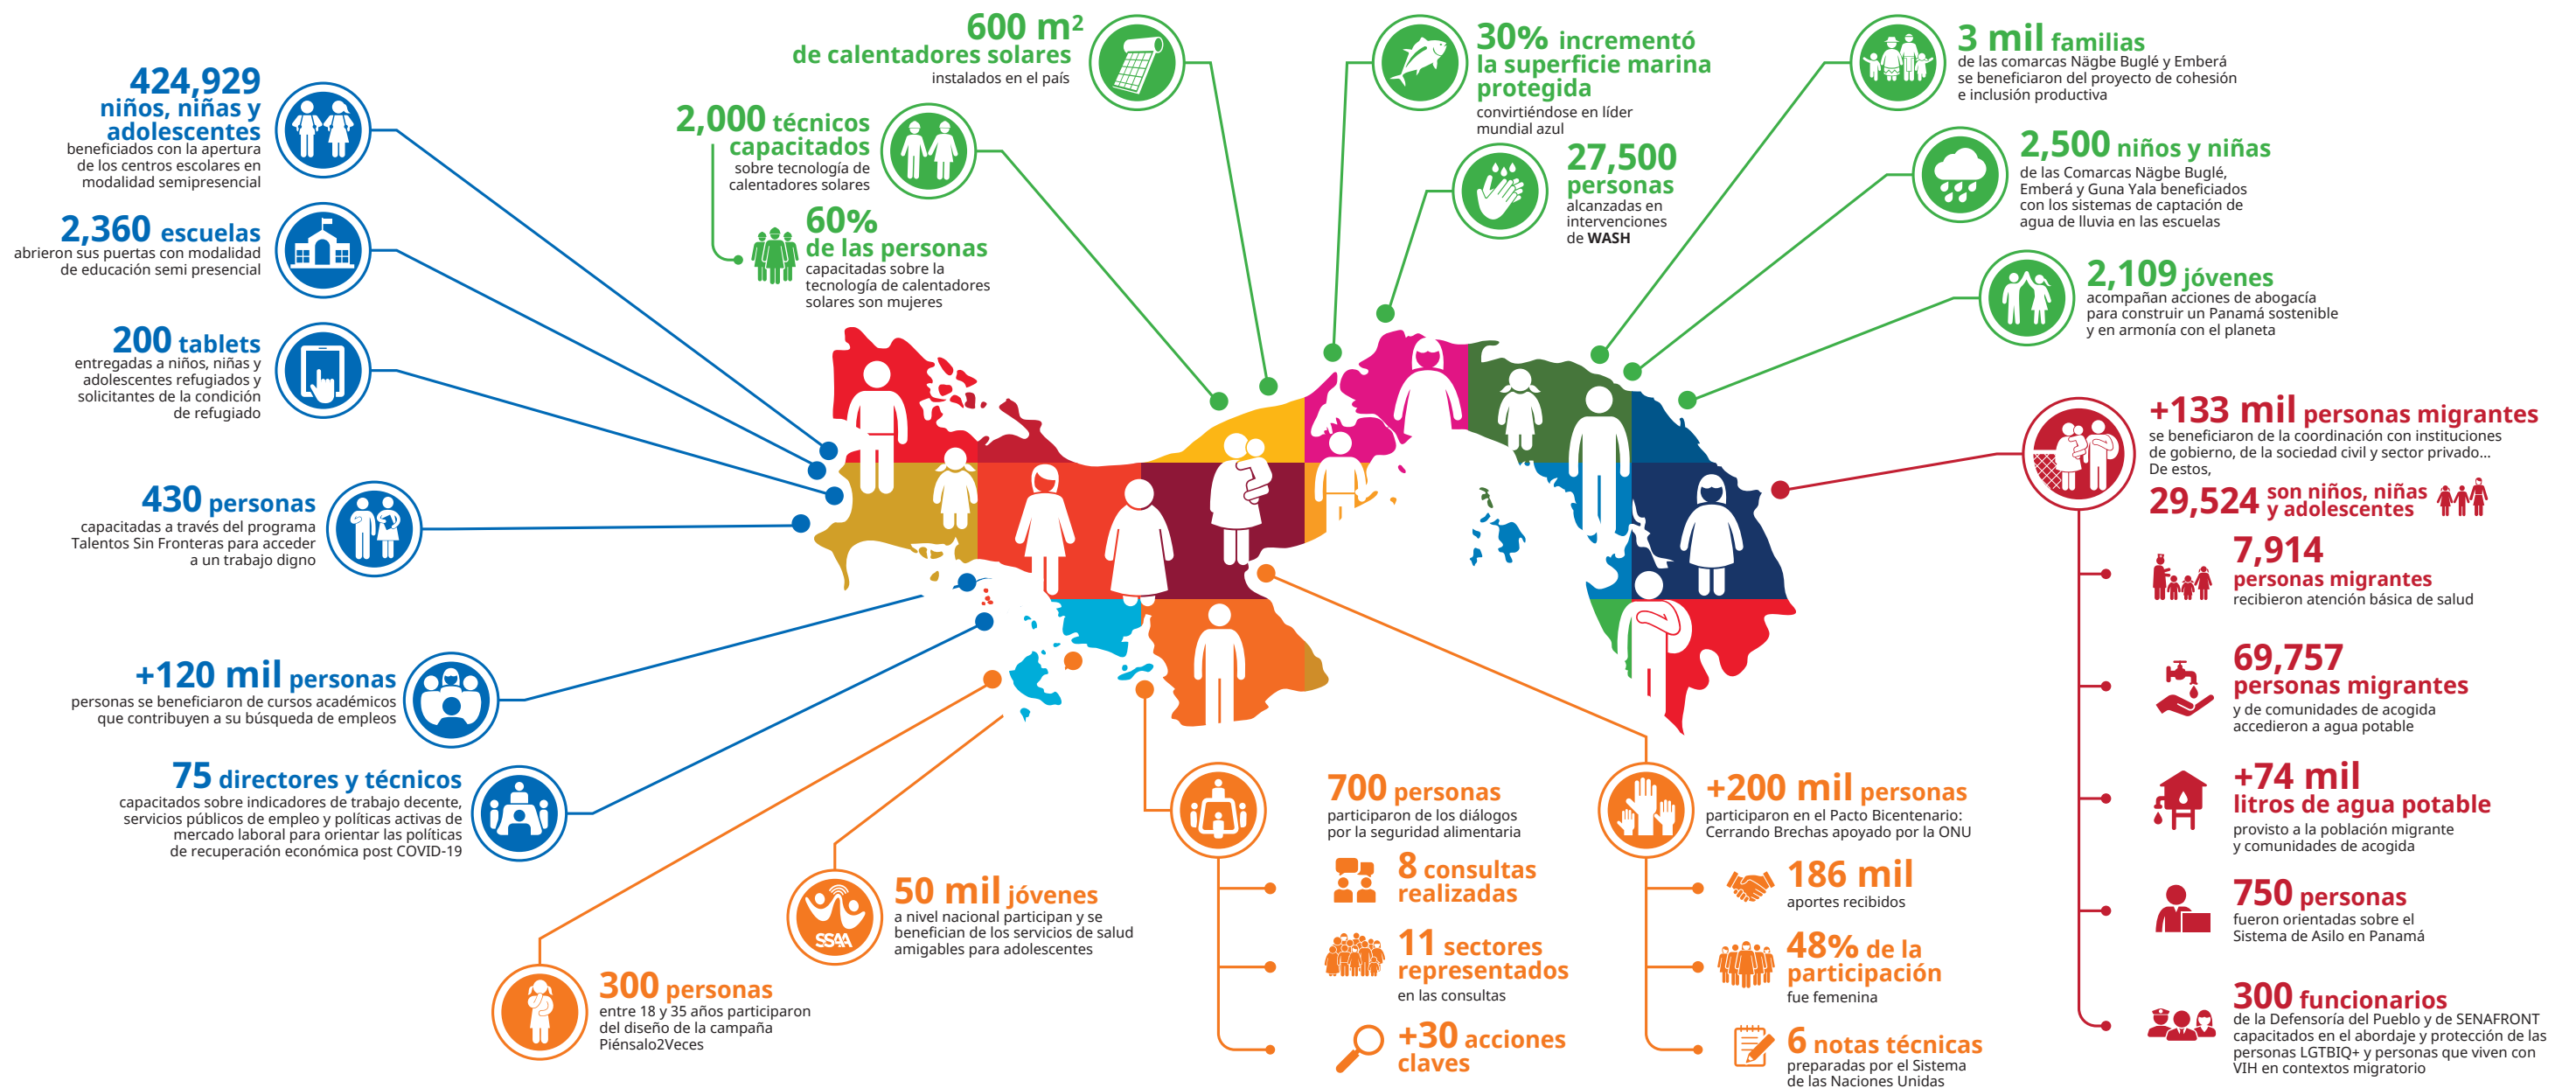 424,929
niños, niñas y
adolescentes
beneficiados con la apertura
de los centros escolares en
modalidad semipresencial
2,360 escuelas
abrieron sus puertas con modalidad
de educación semi presencial
200 tablets
entregadas a niños, niñas y
adolescentes refugiados y
solicitantes de la condición
de refugiado
430 personas
capacitadas a través del programa
Talentos Sin Fronteras para acceder
a un trabajo digno
+120 mil personas
personas se beneficiaron de cursos académicos
que contribuyen a su búsqueda de empleos
75 directores y técnicos
capacitados sobre indicadores de trabajo decente,
servicios públicos de empleo y políticas activas de
mercado laboral para orientar las políticas
de recuperación económica post COVID-19
600 m²
de calentadores solares
instalados en el país
2,000 técnicos
capacitados
sobre tecnología de
calentadores solares
60%
de las personas
capacitadas sobre la
tecnología de calentadores
solares son mujeres
30% incrementó
la superficie marina
protegida
convirtiéndose en líder
mundial azul
27,500
personas
alcanzadas en
intervenciones
de WASH
3 mil familias
de las comarcas Nägbe Buglé y Emberá
se beneficiaron del proyecto de cohesión
e inclusión productiva
2,500 niños y niñas
de las Comarcas Nägbe Buglé,
Emberá y Guna Yala beneficiados
con los sistemas de captación de
agua de lluvia en las escuelas
2,109 jóvenes
acompañan acciones de abogacía
para construir un Panamá sostenible
y en armonía con el planeta
+133 mil personas migrantes
se beneficiaron de la coordinación con instituciones
de gobierno, de la sociedad civil y sector privado...
De estos,
29,524 son niños, niñas
y adolescentes
7,914
personas migrantes
recibieron atención básica de salud
69,757
personas migrantes
y de comunidades de acogida
accedieron a agua potable
+74 mil
litros de agua potable
provisto a la población migrante
y comunidades de acogida
750 personas
fueron orientadas sobre el
Sistema de Asilo en Panamá
300 funcionarios
de la Defensoría del Pueblo y de SENAFRONT
capacitados en el abordaje y protección de las
personas LGTBIQ+ y personas que viven con
VIH en contextos migratorio
300 personas
entre 18 y 35 años participaron
del diseño de la campaña
Piénsalo2Veces
SSAA
50 mil jóvenes
a nivel nacional participan y se
benefician de los servicios de salud
amigables para adolescentes
700 personas
participaron de los diálogos
por la seguridad alimentaria
8 consultas
realizadas
11 sectores
representados
en las consultas
+30 acciones
claves
+200 mil personas
participaron en el Pacto Bicentenario:
Cerrando Brechas apoyado por la ONU
186 mil
aportes recibidos
48% de la
participación
fue femenina
6 notas técnicas
preparadas por el Sistema
de las Naciones Unidas